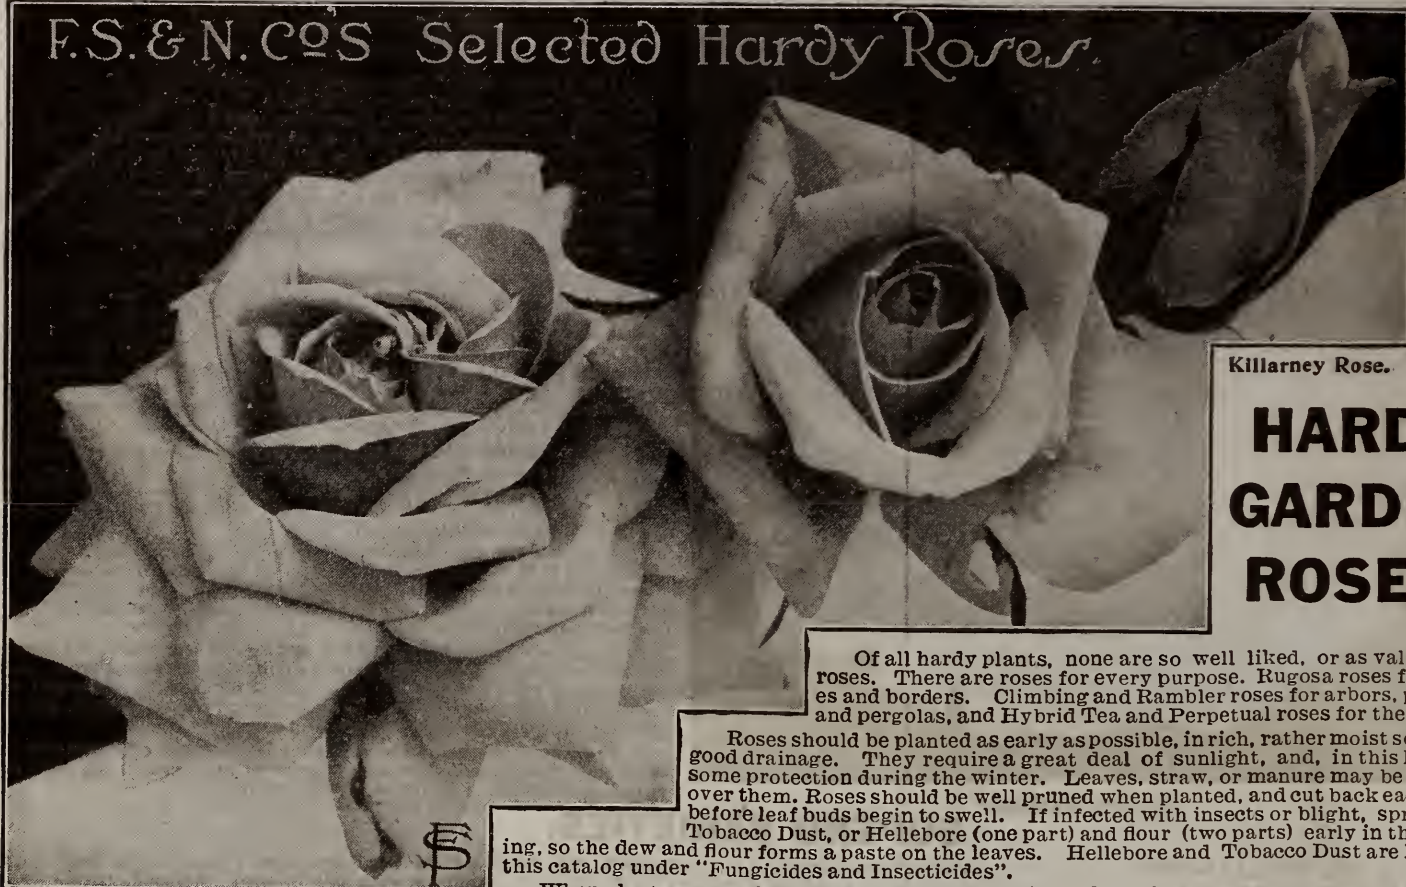 F.S. & N. Co's Selected Hardy Roses.
Killarney Rose.
HARD
GARD
ROSE
Of all hardy plants, none are so well liked, or as val
roses. There are roses for every purpose. Rugosa roses f
es and borders. Climbing and Rambler roses for arbors, p
and pergolas, and Hybrid Tea and Perpetual roses for the
Roses should be planted as early as possible, in rich, rather moist s
good drainage. They require a great deal of sunlight, and, in this
some protection during the winter. Leaves, straw, or manure may be
over them. Roses should be well pruned when planted, and cut back ea
before leaf buds begin to swell. If infected with insects or blight, spr
Tobacco Dust, or Hellebore (one part) and flour (two parts) early in th
ing, so the dew and flour forms a paste on the leaves. Hellebore and Tobacco Dust are
this catalog under "Fungicides and Insecticides".